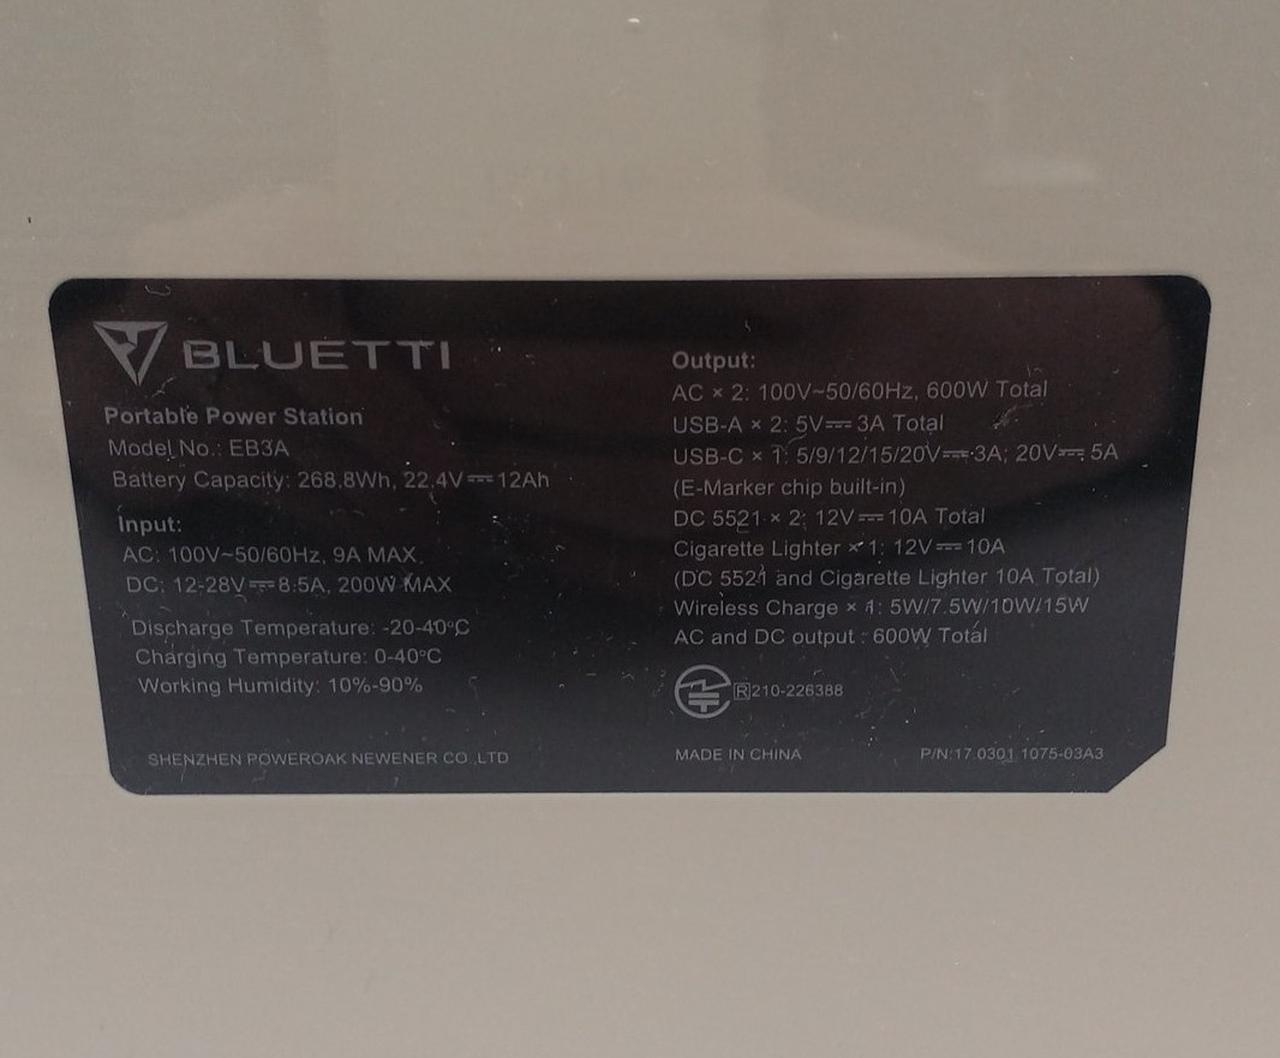 BLUETTI
Portable Power Station
Model No.: EB3A
Battery Capacity: 268.8Wh, 22.4V⎓12Ah
Input:
AC: 100V~50/60Hz, 9A MAX.
DC: 12-28V⎓8.5A, 200W MAX
Discharge Temperature: -20-40°C
Charging Temperature: 0-40°C
Working Humidity: 10%-90%
SHENZHEN POWEROAK NEWENER CO.,LTD
Output:
AC × 2: 100V~50/60Hz, 600W Total
USB-A × 2: 5V⎓3A Total
USB-C × 1: 5/9/12/15/20V⎓3A; 20V⎓5A
(E-Marker chip built-in)
DC 5521 × 2: 12V⎓10A Total
Cigarette Lighter × 1: 12V⎓10A
(DC 5521 and Cigarette Lighter 10A Total)
Wireless Charge × 1: 5W/7.5W/10W/15W
AC and DC output : 600W Total
R 210-226388
MADE IN CHINA
P/N:17.0301.1075-03A3